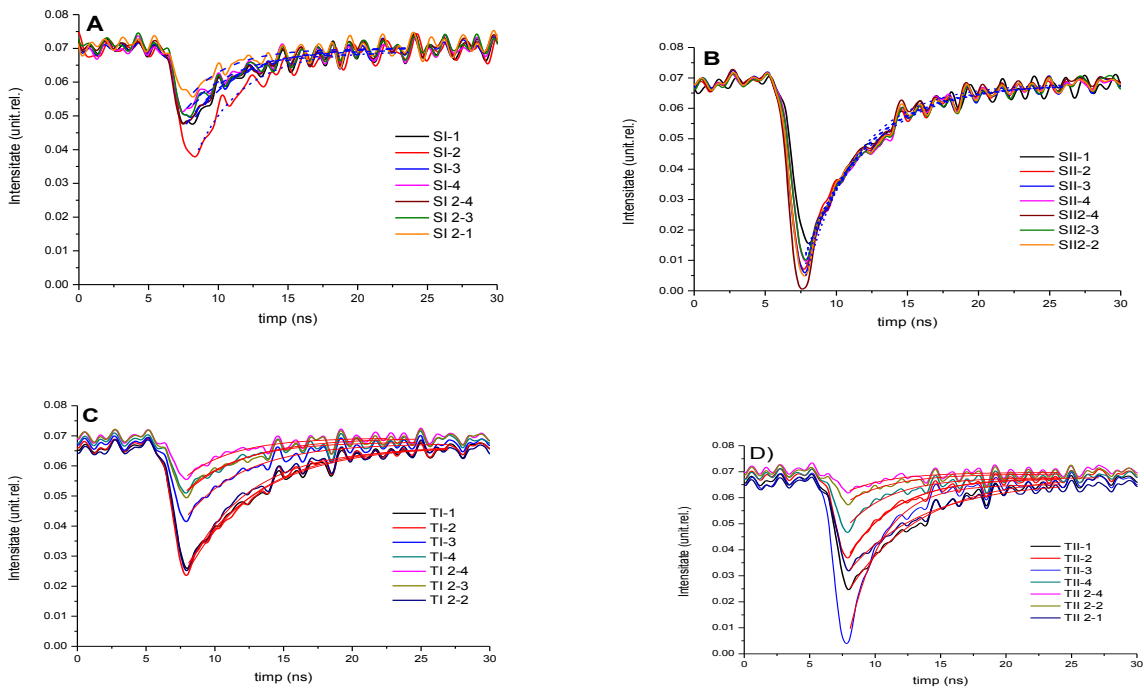 A
0.08
0.07
0.06
0.05
0.04
0.03
0.02
0.01
0.00
Intensitate (unit.rel.)
SI-1
SI-2
SI-3
SI-4
SI 2-4
SI 2-3
SI 2-1
0 5 10 15 20 25 30
timp (ns)
B
0.08
0.07
0.06
0.05
0.04
0.03
0.02
0.01
0.00
Intensitate (unit.rel.)
SII-1
SII-2
SII-3
SII-4
SII2-4
SII2-3
SII2-2
0 5 10 15 20 25 30
timp (ns)
C
0.08
0.07
0.06
0.05
0.04
0.03
0.02
0.01
0.00
Intensitate (unit.rel.)
TI-1
TI-2
TI-3
TI-4
TI 2-4
TI 2-3
TI 2-2
0 5 10 15 20 25 30
timp (ns)
D)
0.08
0.07
0.06
0.05
0.04
0.03
0.02
0.01
0.00
Intensitate (unit.rel.)
TII-1
TII-2
TII-3
TII-4
TII 2-4
TII 2-2
TII 2-1
0 5 10 15 20 25 30
timp (ns)